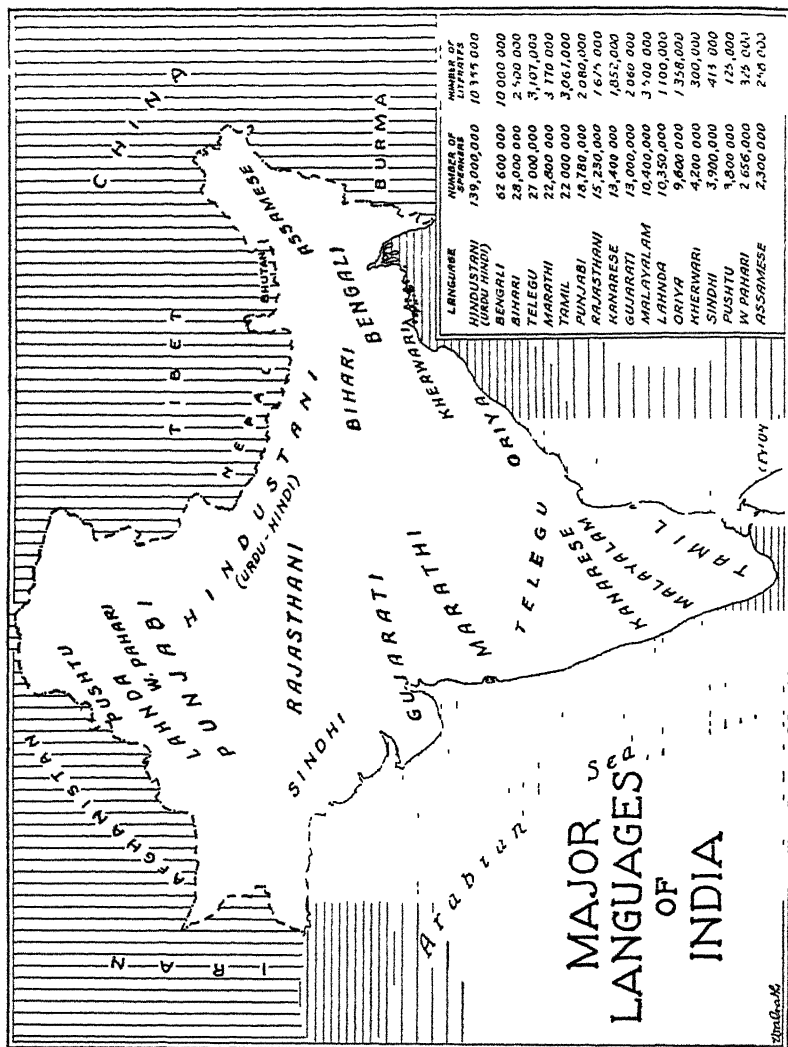 MAJOR
LANGUAGES
OF
INDIA
Arabian Sea
IRAN
AFGHANISTAN
TIBET
CHINA
NEPAL
BHUTAN
BURMA
PUSHTU
LAHNDA
W. PAHARI
PUNJABI
HINDUSTANI
(URDU-HINDI)
RAJASTHANI
SINDHI
GUJARATI
MARATHI
BIHARI
BENGALI
ASSAMESE
KHERWARI
ORIYA
TELEGU
KANARESE
MALAYALAM
TAMIL
LANGUAGE NUMBER OF SPEAKERS NUMBER OF LITERATES
HINDUSTANI 139,000,000
(URDU HINDI)
BENGALI 62 600 000 10 000 000
BIHARI 28,000 000
TELEGU 27 000,000 3,107,000
MARATHI 22,800 000 3 170 000
TAMIL 22 000 000 3,061,000
PUNJABI 18,780 000 2 080,000
RAJASTHANI 15,230 000
KANARESE 13,400 000 1,852,000
GUJARATI 13,000,000 2 060 000
MALAYALAM 10,400 000
LAHNDA 10,350,000 1 100,000
ORIYA 9,600 000 1 358,000
KHERWARI 4,200 000 300,000
SINDHI 3,900,000 413 000
PUSHTU 800 000 125,000
W PAHARI 2 656,000
ASSAMESE 2,300 000